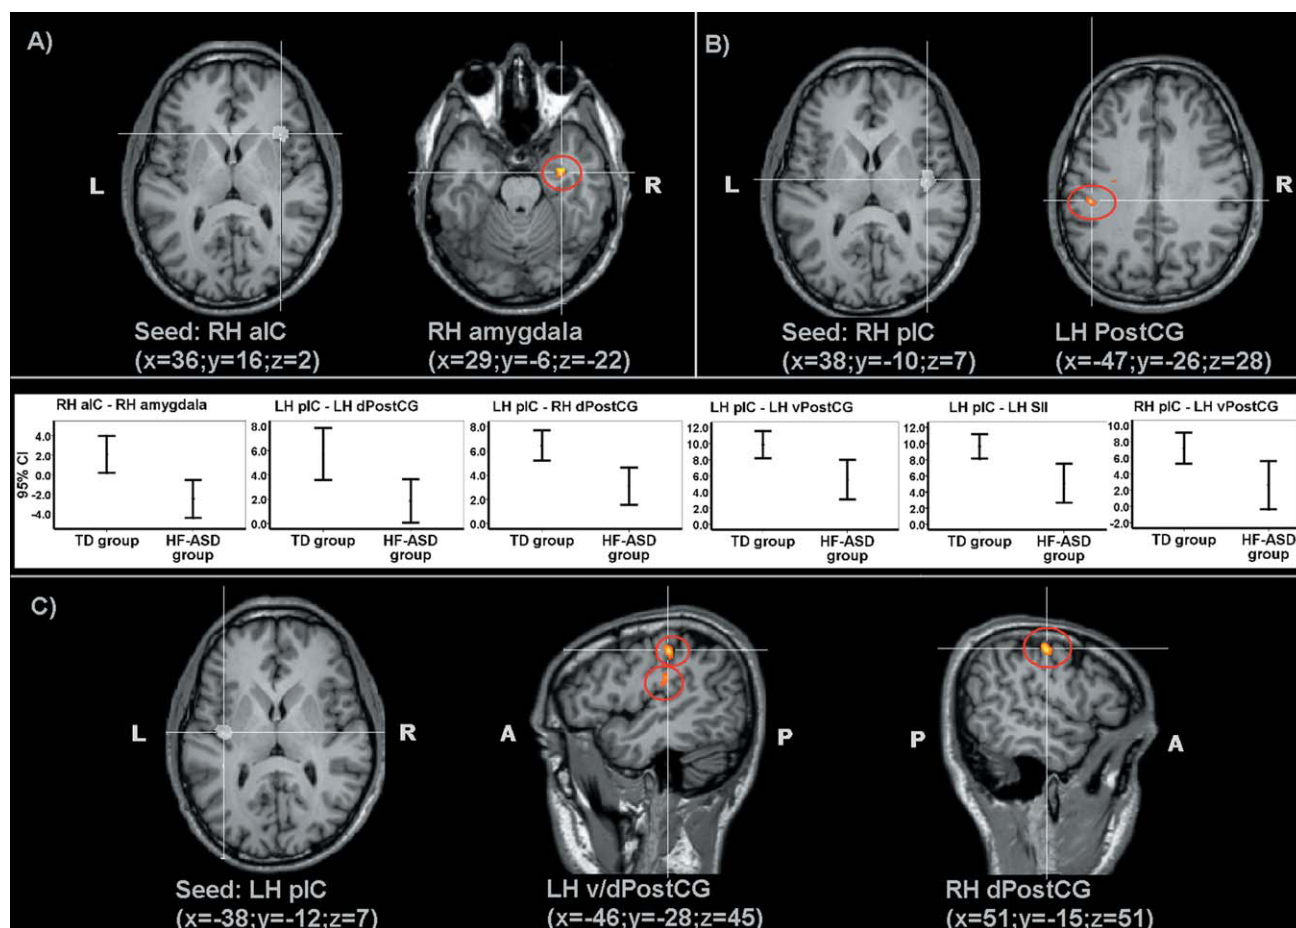 A)
L
R
Seed: RH aIC
(x=36;y=16;z=2)
RH amygdala
(x=29;y=-6;z=-22)
B)
L
R
Seed: RH pIC
(x=38;y=-10;z=7)
LH PostCG
(x=-47;y=-26;z=28)
95% CI
RH aIC - RH amygdala
4.0
2.0
0.0
-2.0
-4.0
TD group
HF-ASD
group
LH pIC - LH dPostCG
8.0
6.0
4.0
2.0
0.0
TD group
HF-ASD
group
LH pIC - RH dPostCG
8.0
6.0
4.0
2.0
0.0
TD group
HF-ASD
group
LH pIC - LH vPostCG
12.0
10.0
8.0
6.0
4.0
2.0
0.0
TD group
HF-ASD
group
LH pIC - LH SII
12.0
10.0
8.0
6.0
4.0
2.0
0.0
TD group
HF-ASD
group
RH pIC - LH vPostCG
10.0
8.0
6.0
4.0
2.0
0.0
-2.0
TD group
HF-ASD
group
C)
L
R
Seed: LH pIC
(x=-38;y=-12;z=7)
A
P
LH v/dPostCG
(x=-46;y=-28;z=45)
P
A
RH dPostCG
(x=51;y=-15;z=51)